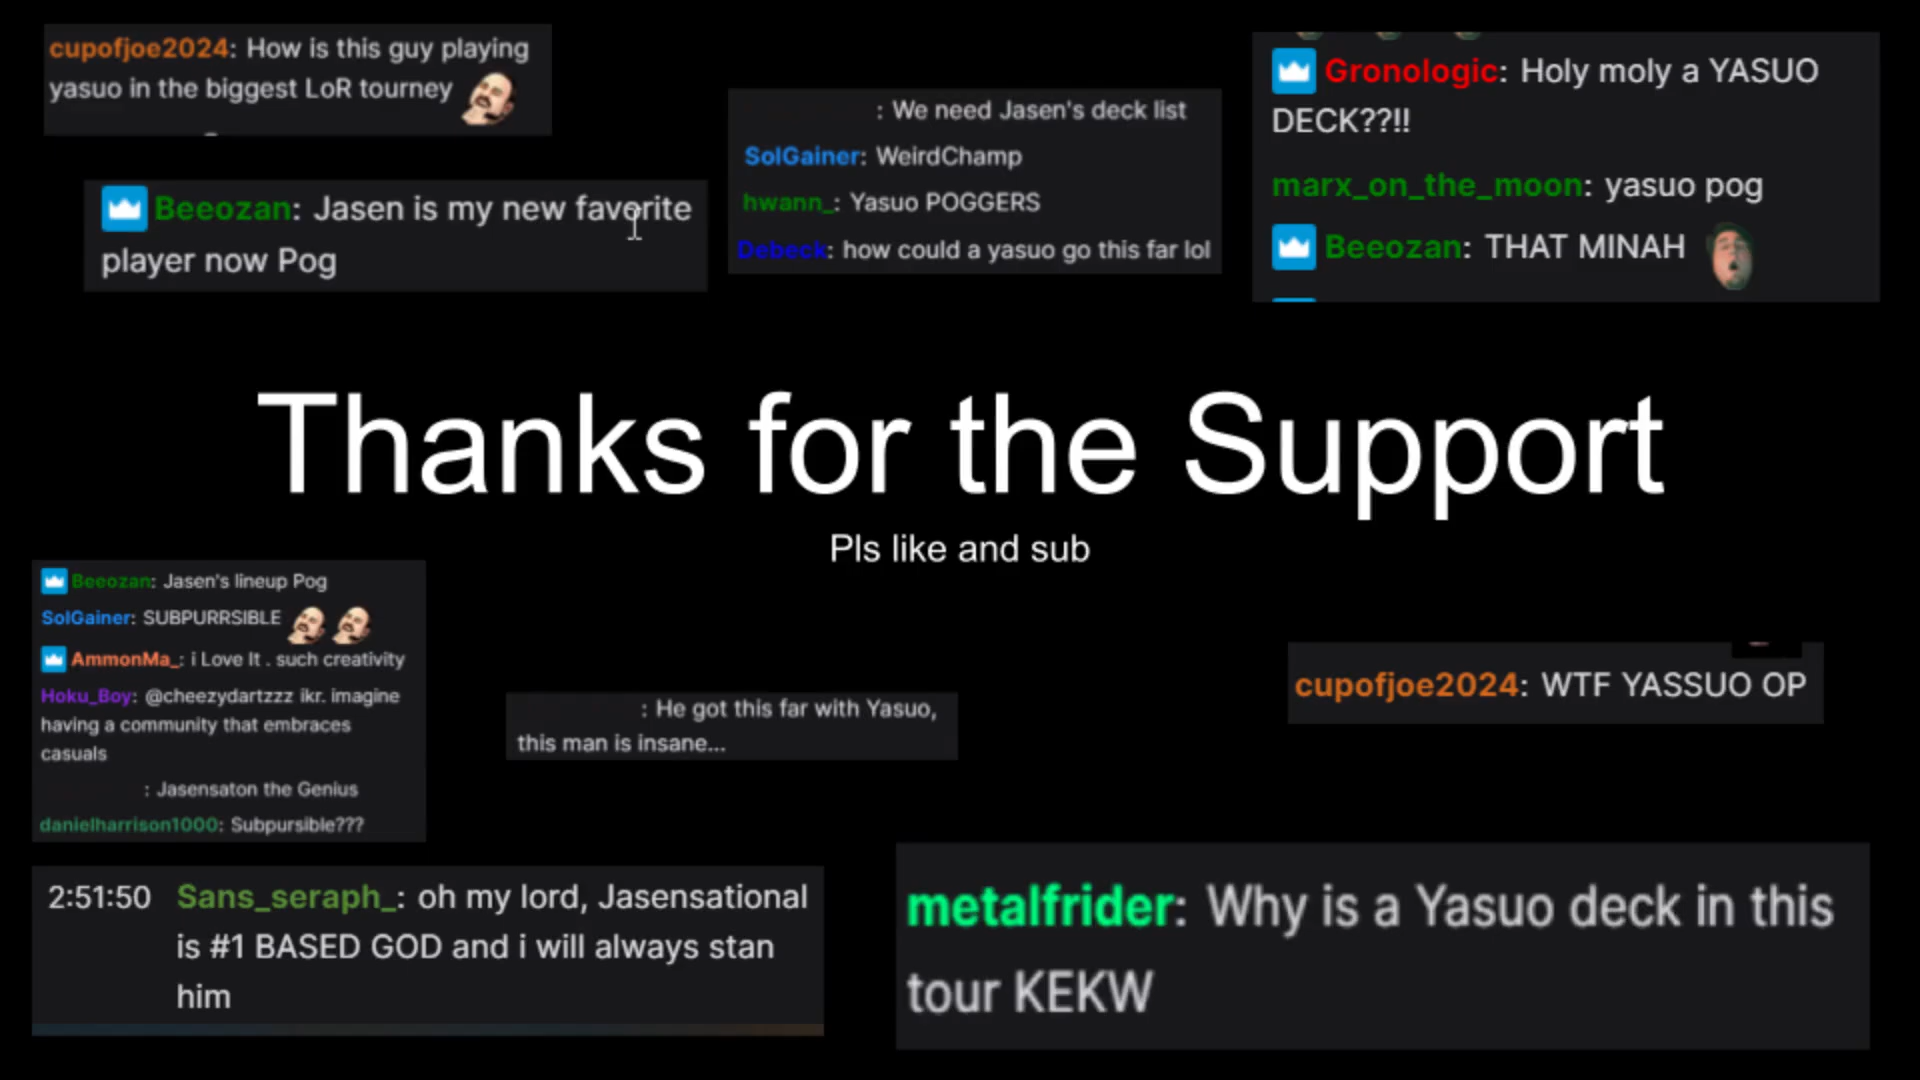 cupofjoe2024: How is this guy playing
yasuo in the biggest LoR tourney
Beeozan: Jasen is my new favorite
player now Pog
: We need Jasen's deck list
SolGainer: WeirdChamp
hwann_: Yasuo POGGERS
Debeck: how could a yasuo go this far lol
Gronologic: Holy moly a YASUO
DECK??!!
marx_on_the_moon: yasuo pog
Beeozan: THAT MINAH
Thanks for the Support
Pls like and sub
Beeozan: Jasen's lineup Pog
SolGainer: SUBPURRSIBLE
AmmonMa_: i Love It . such creativity
Hoku_Boy: @cheezydartzzz ikr. imagine
having a community that embraces
casuals
: Jasensaton the Genius
danielharrison1000: Subpursible???
: He got this far with Yasuo,
this man is insane...
cupofjoe2024: WTF YASSUO OP
2:51:50 Sans_seraph_: oh my lord, Jasensational
is #1 BASED GOD and i will always stan
him
metalfrider: Why is a Yasuo deck in this
tour KEKW